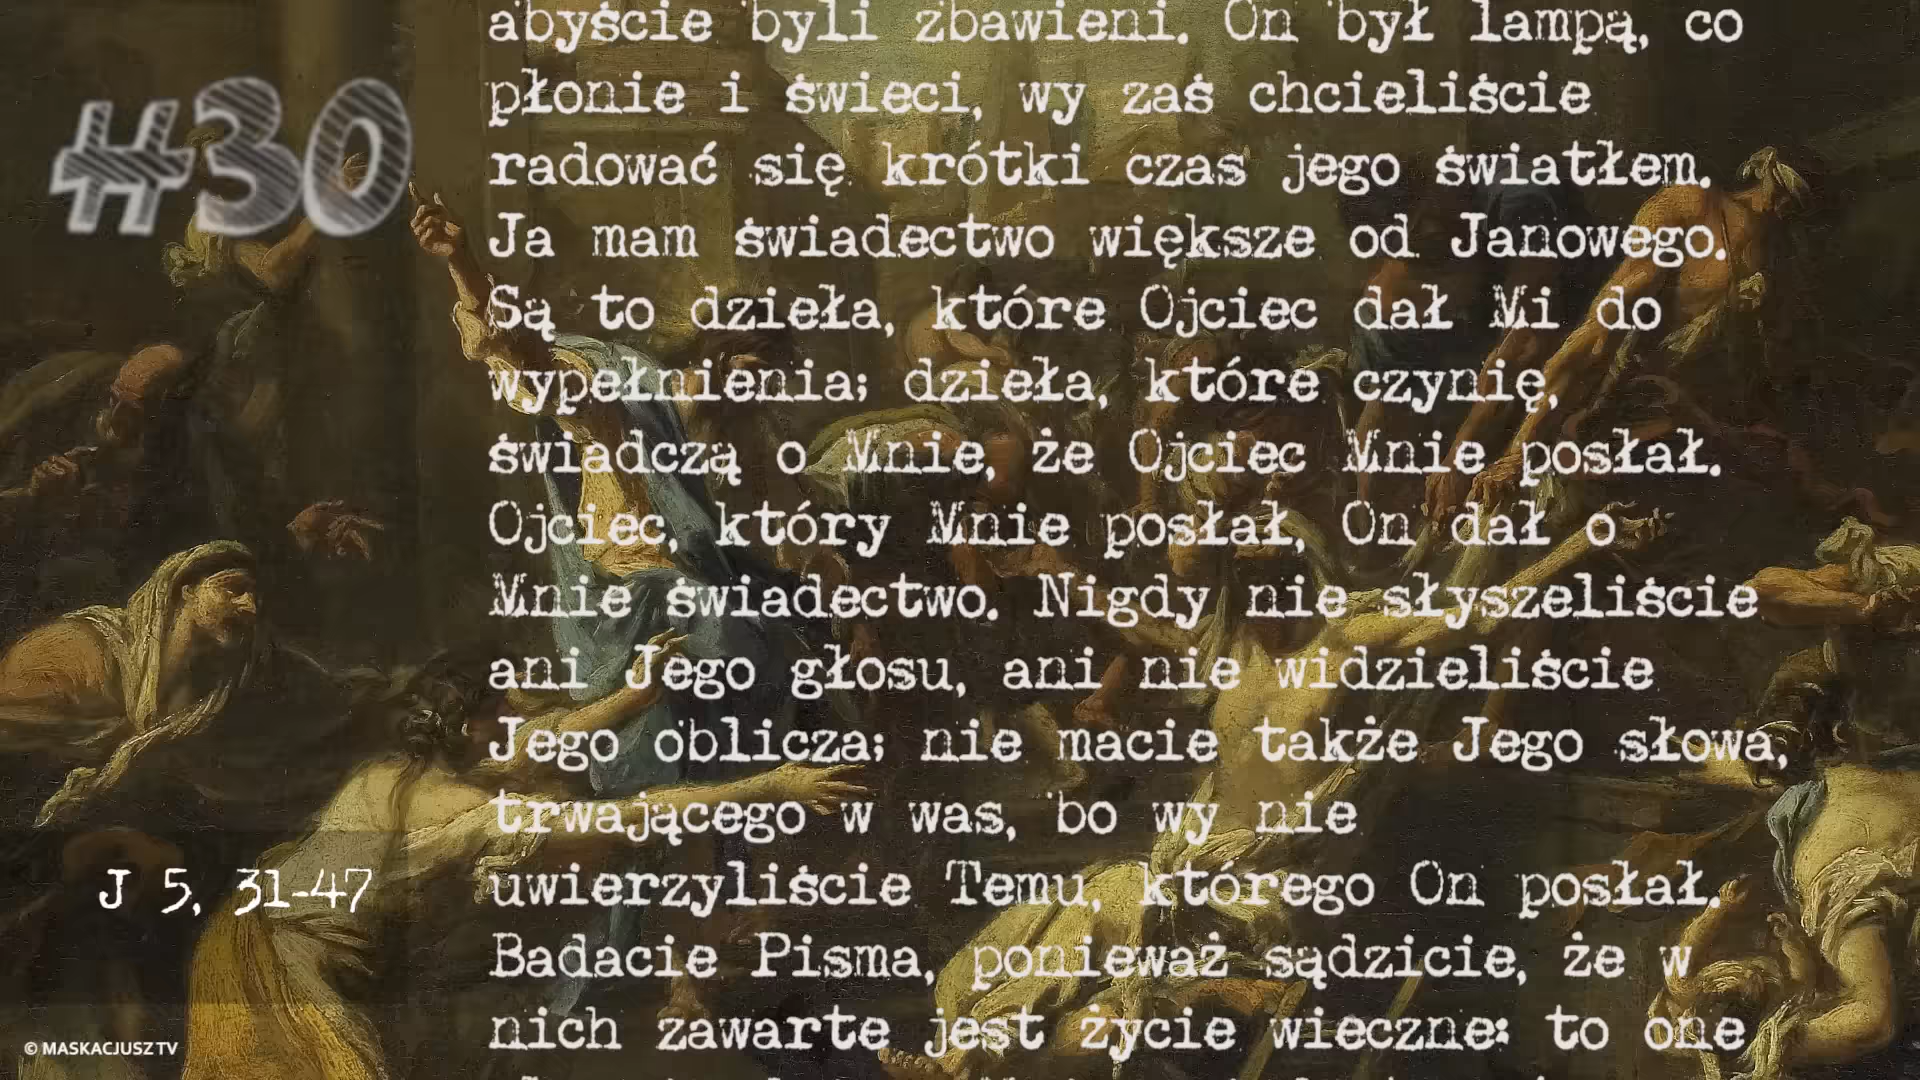 #30
abyście byli zbawieni. On był lampą, co
płonie i świeci, wy zaś chcieliście
radować się krótki czas jego światłem.
Ja mam świadectwo większe od Janowego.
Są to dzieła, które Ojciec dał Mi do
wypełnienia; dzieła, które czynię,
świadczą o Mnie, że Ojciec Mnie posłał.
Ojciec, który Mnie posłał, On dał o
Mnie świadectwo. Nigdy nie słyszeliście
ani Jego głosu, ani nie widzieliście
Jego oblicza; nie macie także Jego słowa,
trwającego w was, bo wy nie
uwierzyliście Temu, którego On posłał.
Badacie Pisma, ponieważ sądzicie, że w
nich zawarte jest życie wieczne: to one
J 5, 31-47
© MASKACJUSZ TV